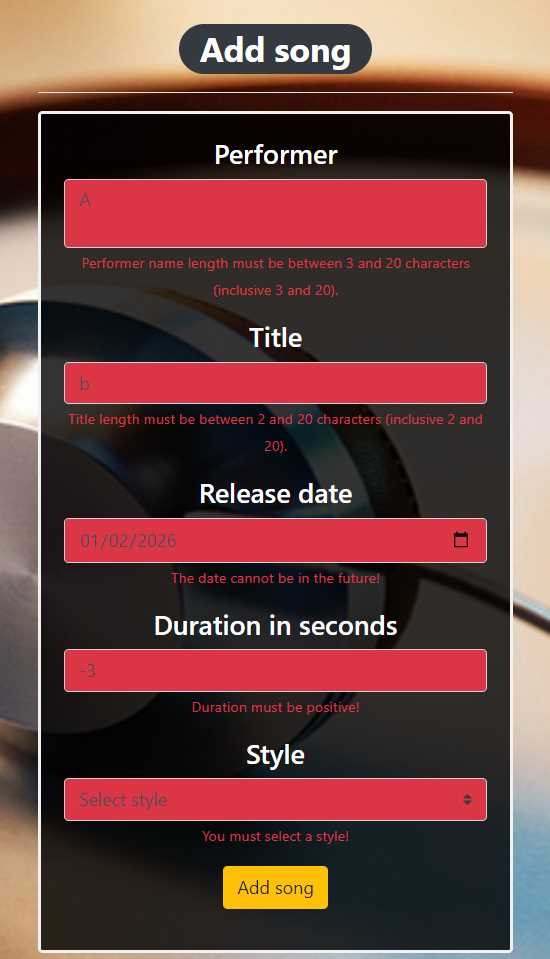 Add song
Performer
A
Performer name length must be between 3 and 20 characters
(inclusive 3 and 20).
Title
b
Title length must be between 2 and 20 characters (inclusive 2 and
20).
Release date
01/02/2026
The date cannot be in the future!
Duration in seconds
-3
Duration must be positive!
Style
Select style
You must select a style!
Add song